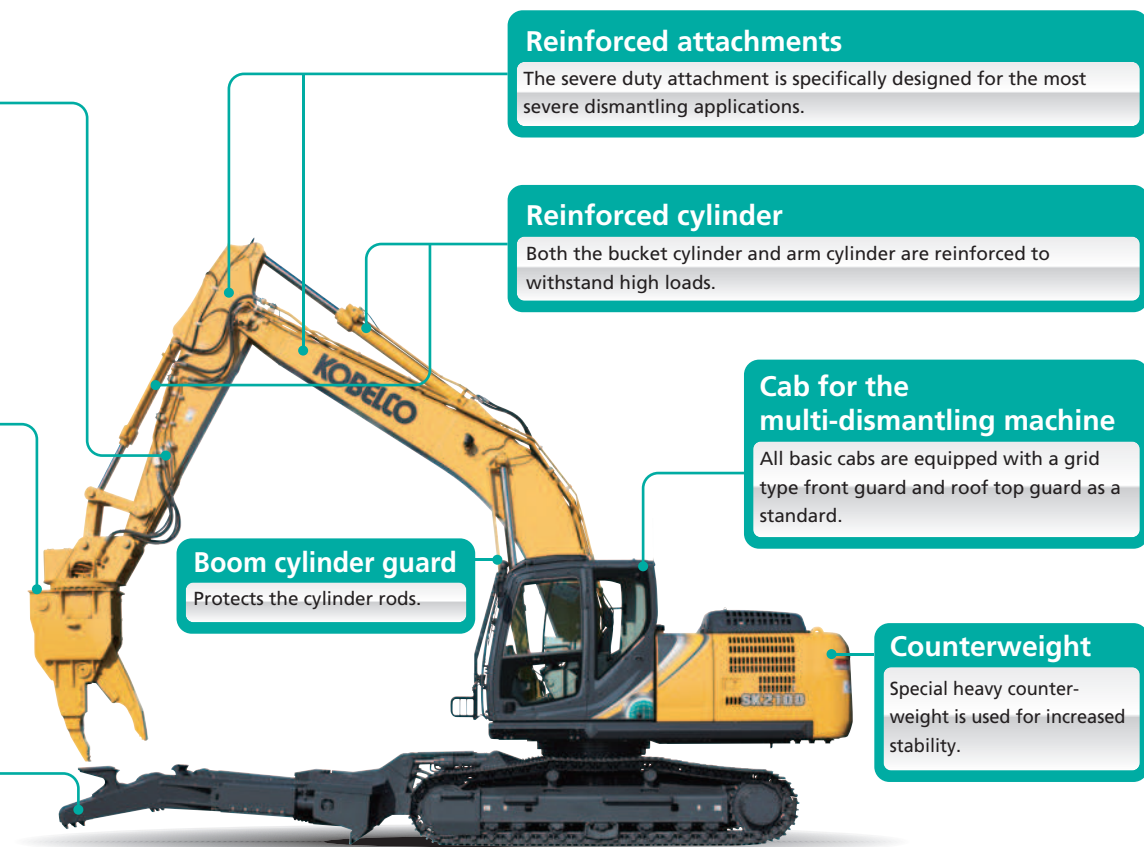 Reinforced attachments
The severe duty attachment is specifically designed for the most
severe dismantling applications.
Reinforced cylinder
Both the bucket cylinder and arm cylinder are reinforced to
withstand high loads.
KOBELCO
Cab for the
multi-dismantling machine
All basic cabs are equipped with a grid
type front guard and roof top guard as a
standard.
Boom cylinder guard
Protects the cylinder rods.
Counterweight
Special heavy counter-
weight is used for increased
stability.
SK210D